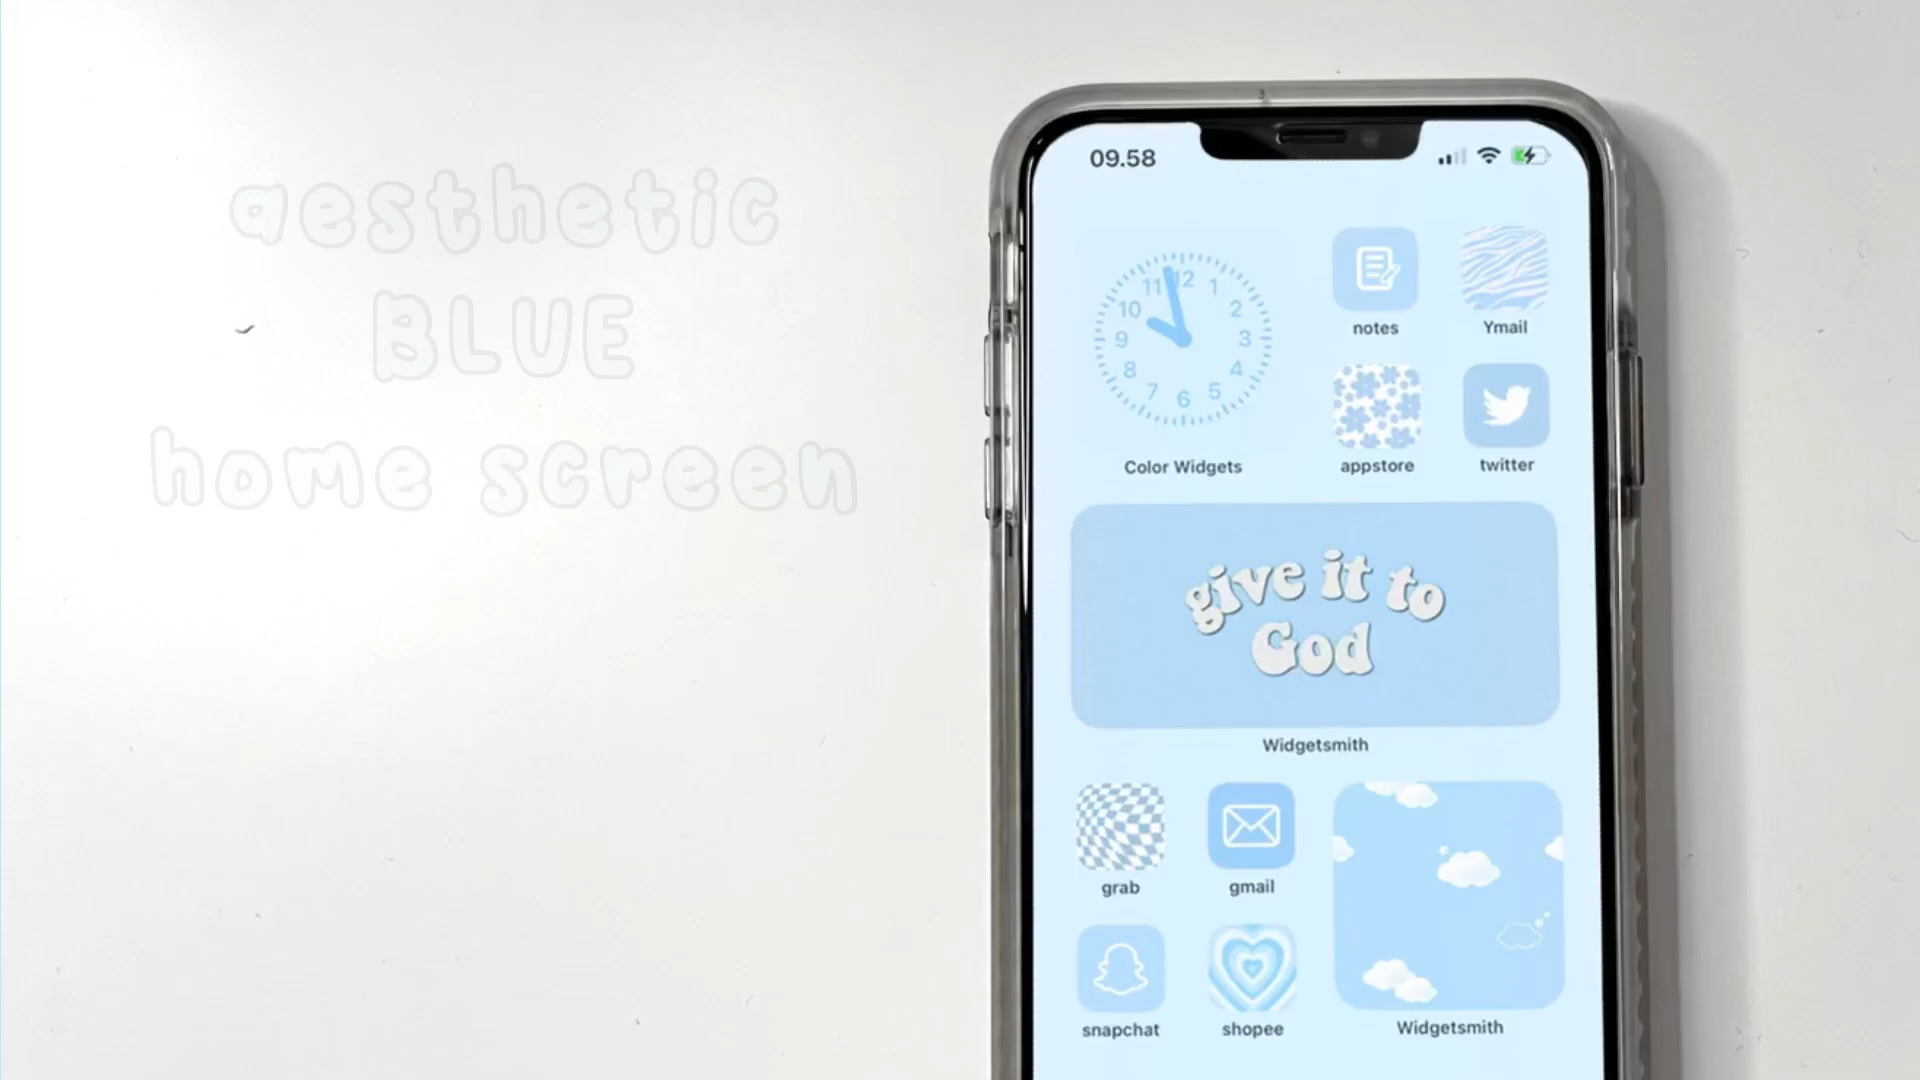 aesthetic
BLUE
home screen
09.58
11 12 1
10 2
9 3
8 4
7 6 5
Color Widgets
notes
Ymail
appstore
twitter
give it to
God
Widgetsmith
grab
gmail
snapchat
shopee
Widgetsmith